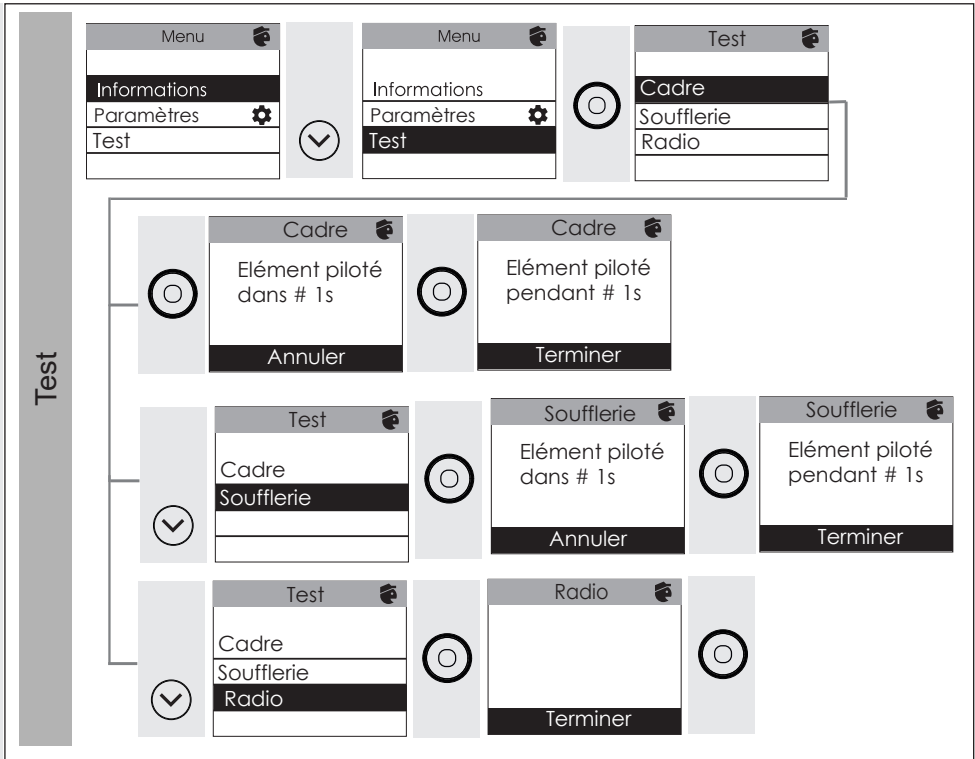 Test
Menu
Informations
Paramètres
Test
Menu
Informations
Paramètres
Test
Test
Cadre
Soufflerie
Radio
Cadre
Elément piloté
dans # 1s
Annuler
Cadre
Elément piloté
pendant # 1s
Terminer
Test
Cadre
Soufflerie
Soufflerie
Elément piloté
dans # 1s
Annuler
Soufflerie
Elément piloté
pendant # 1s
Terminer
Test
Cadre
Soufflerie
Radio
Radio
Terminer